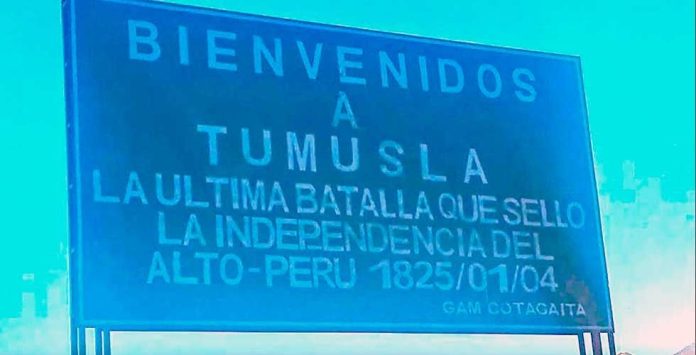 BIENVENIDOS
A
TUMUSLA
LA ULTIMA BATALLA QUE SELLO
LA INDEPENDENCIA DEL
ALTO-PERU 1825/01/04
GAM COTAGAITA